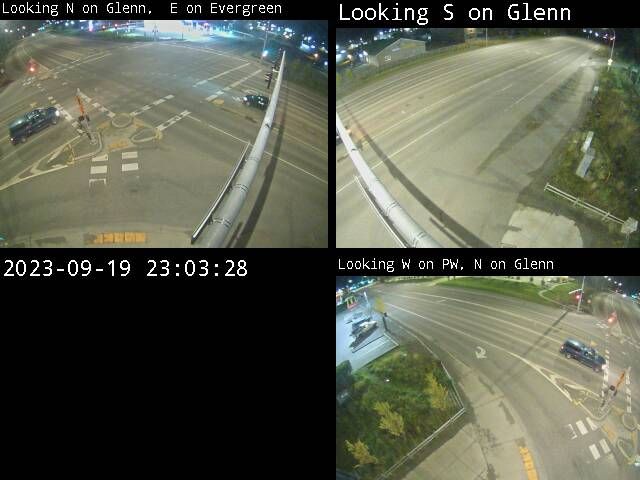 Looking N on Glenn, E on Evergreen
Looking S on Glenn
2023-09-19 23:03:28
Looking W on PW, N on Glenn